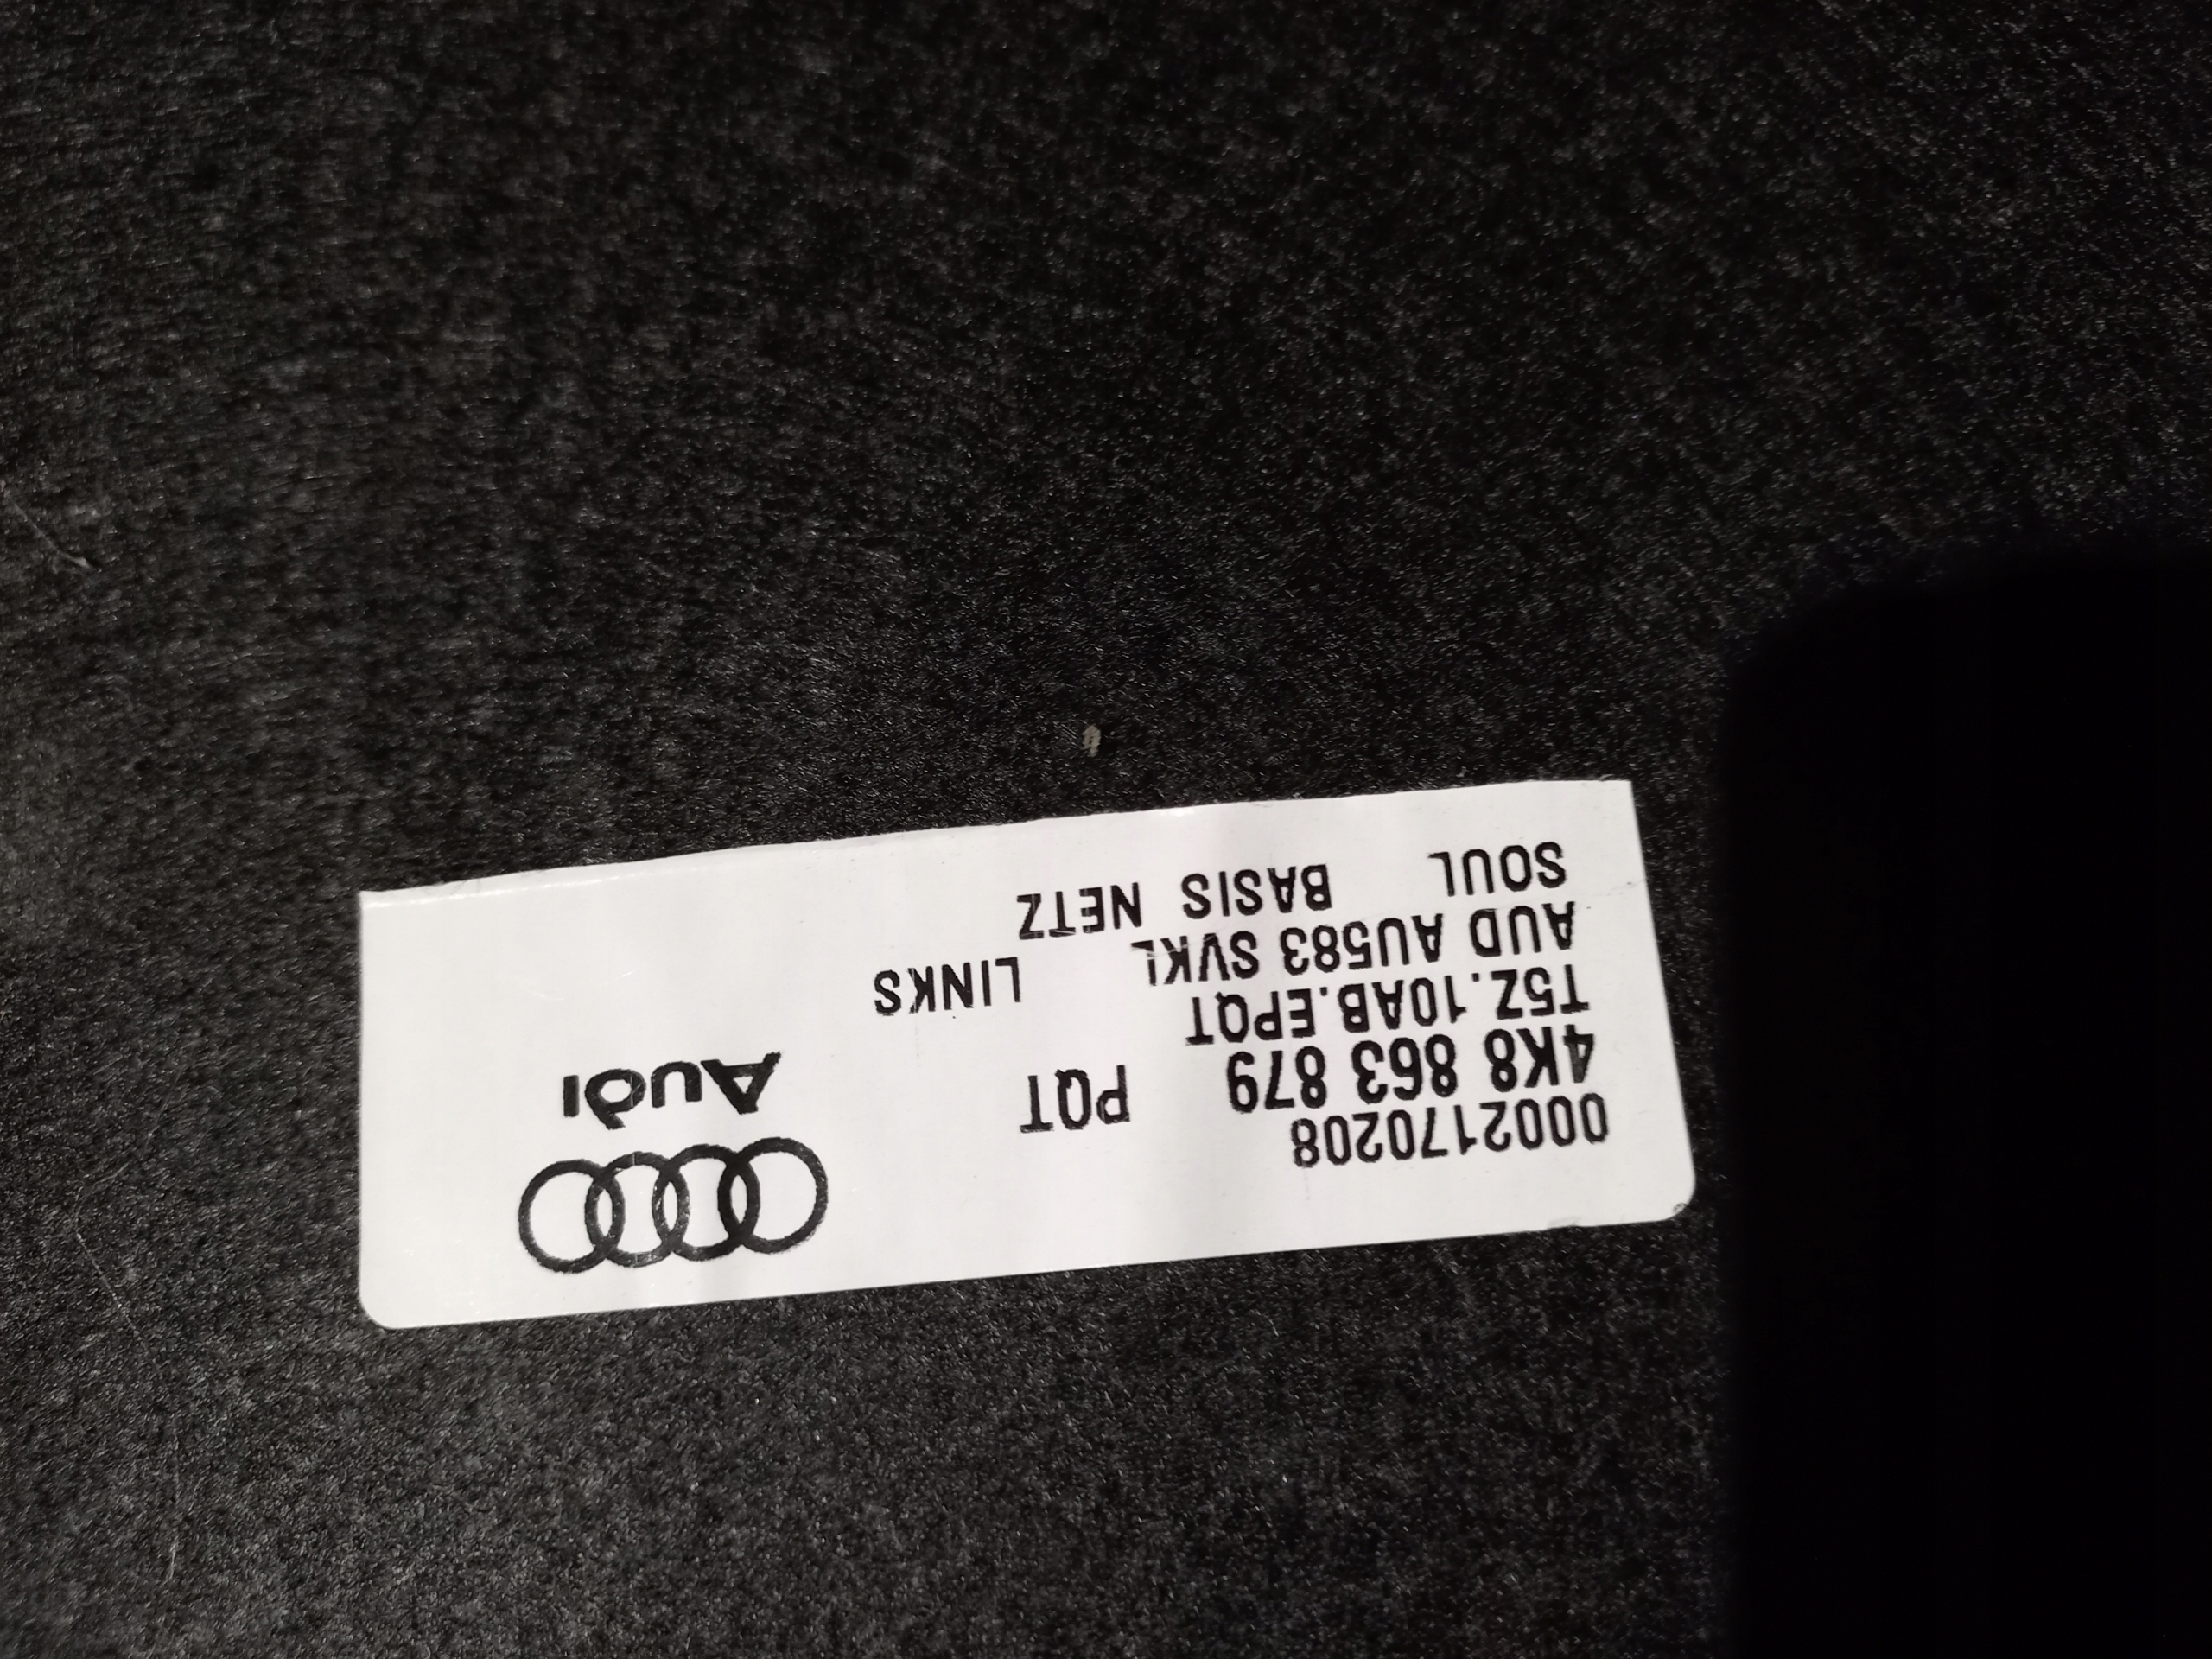 0002170208
4K8 863 879 PQT
T5Z.10AB.EPQT
AUD AU583 SVKL LINKS
SOUL BASIS NETZ
Audi